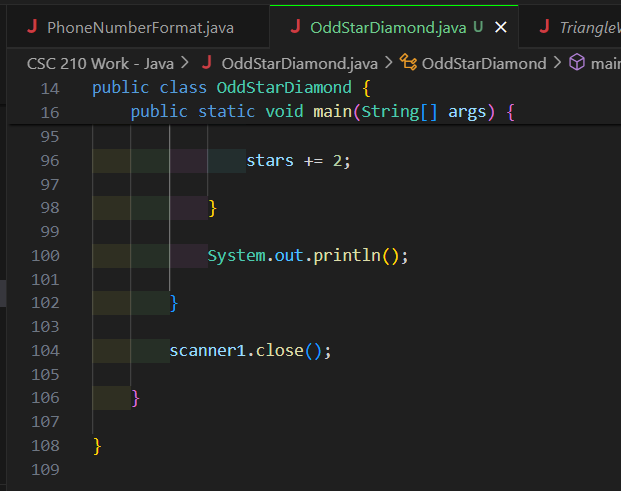 J PhoneNumberFormat.java J OddStarDiamond.java U × J Triangle
CSC 210 Work - Java > J OddStarDiamond.java > OddStarDiamond > main
14 public class OddStarDiamond {
16 public static void main(String[] args) {
95
96 stars += 2;
97
98 }
99
100 System.out.println();
101
102 }
103
104 scanner1.close();
105
106 }
107
108 }
109